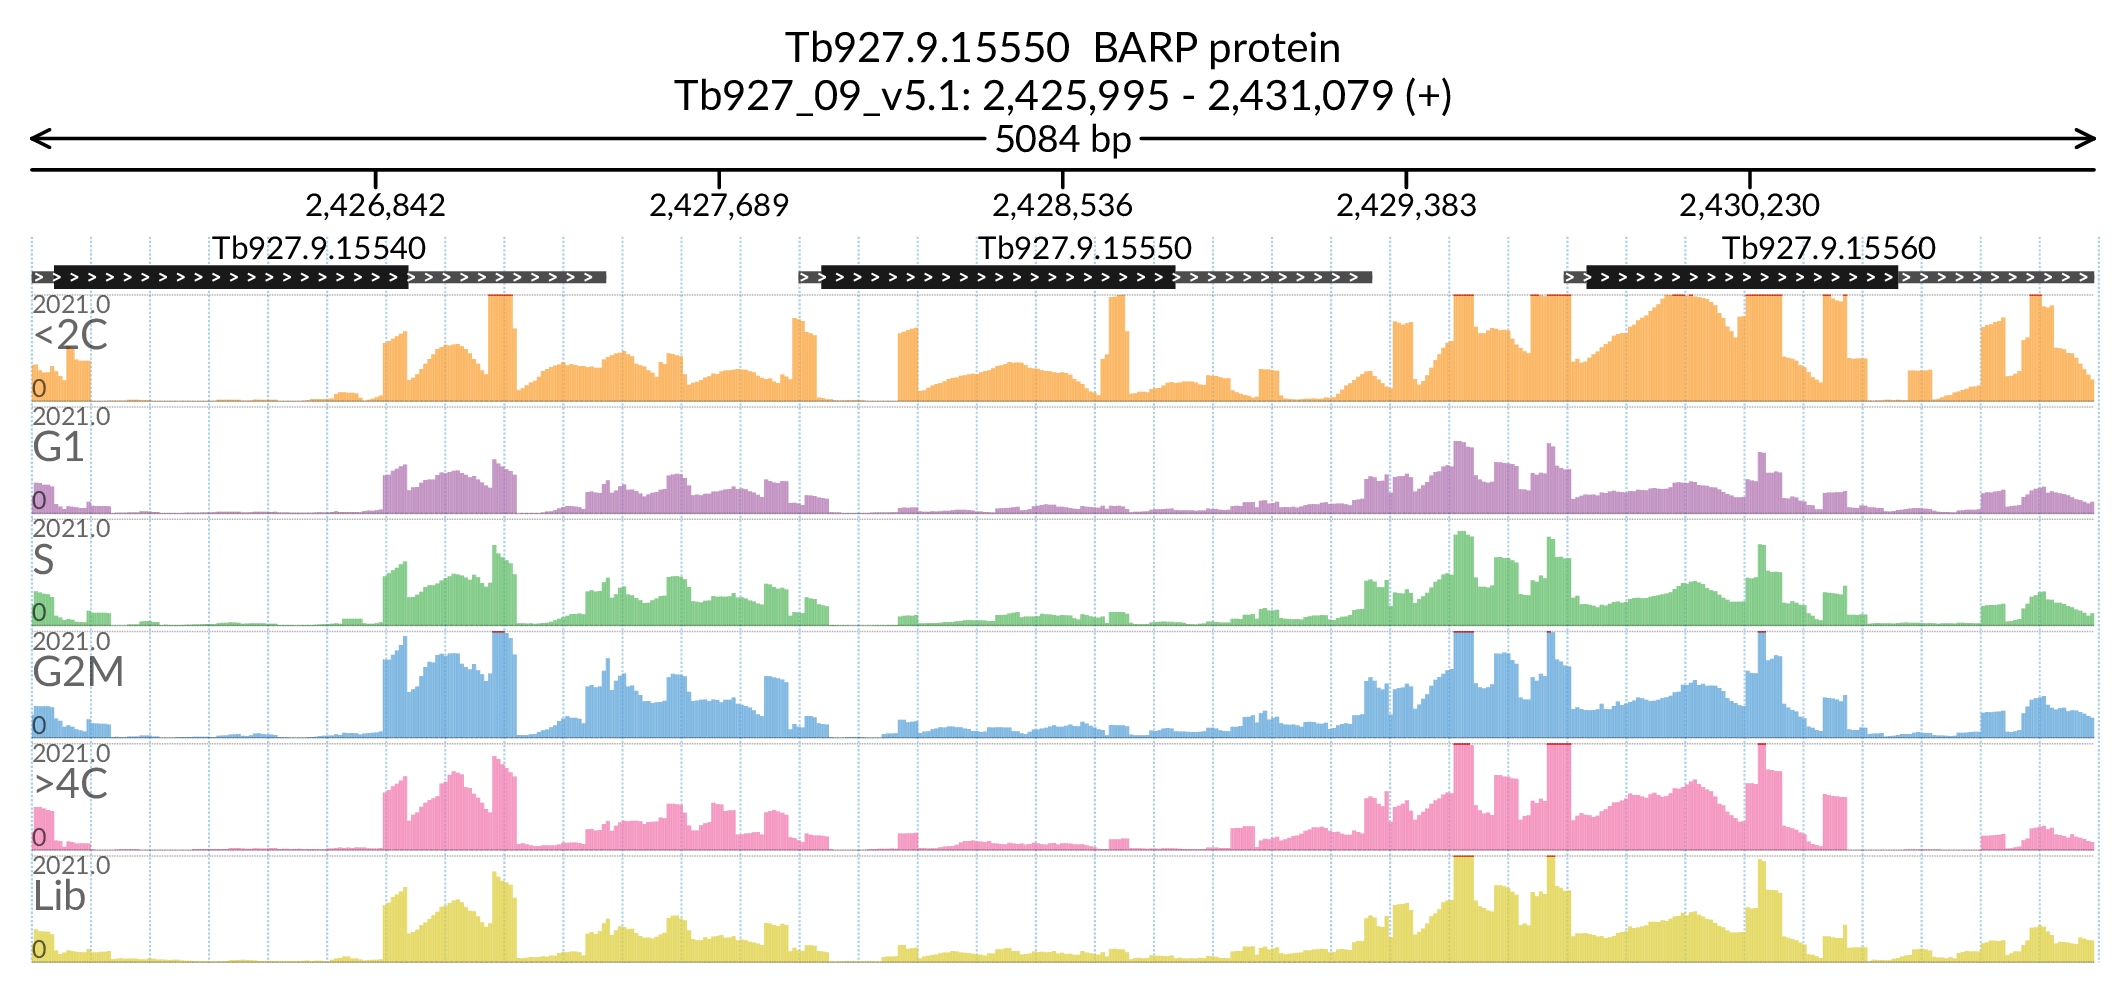 Tb927.9.15550 BARP protein
Tb927_09_v5.1: 2,425,995 - 2,431,079 (+)
5084 bp
2,426,842 2,427,689 2,428,536 2,429,383 2,430,230
Tb927.9.15540 Tb927.9.15550 Tb927.9.15560
2021.0
<2C
0
2021.0
G1
0
2021.0
S
0
2021.0
G2M
0
2021.0
>4C
0
2021.0
Lib
0